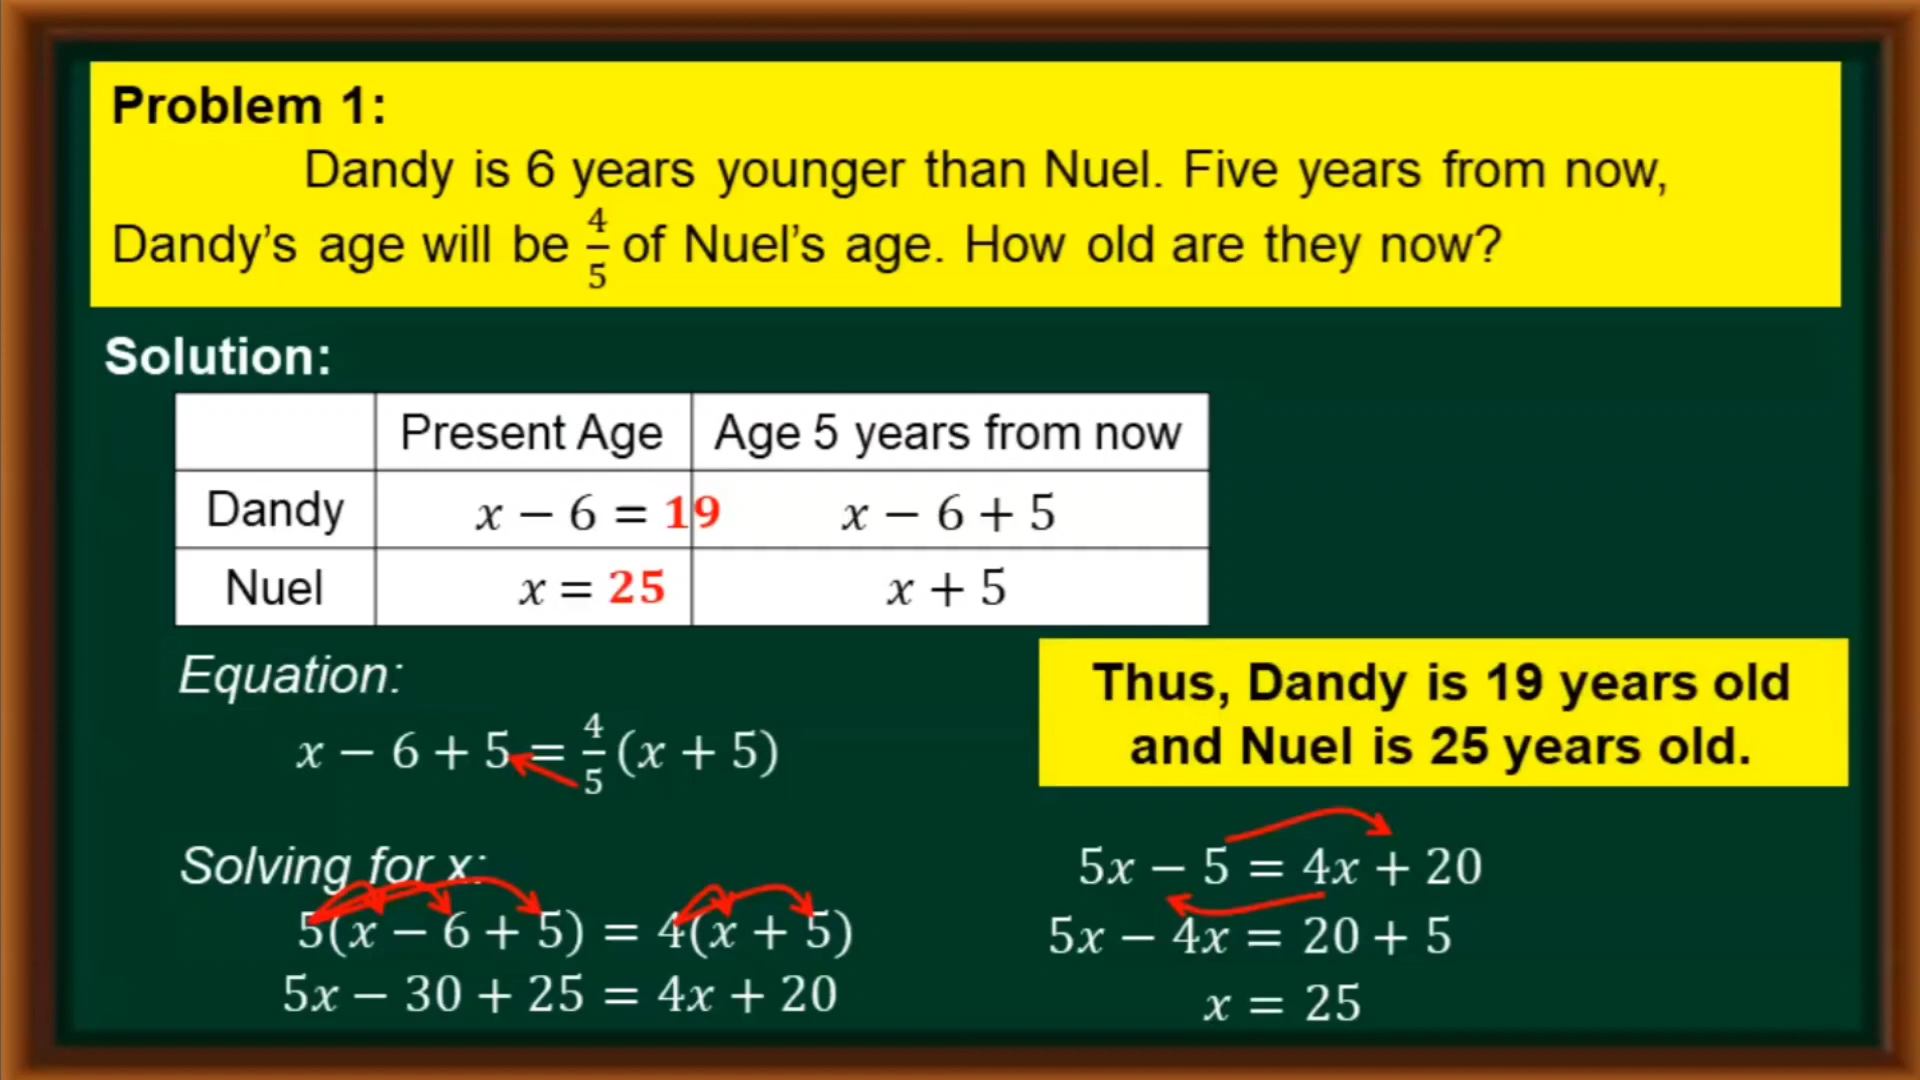 Problem 1:
Dandy is 6 years younger than Nuel. Five years from now,
Dandy's age will be 4/5 of Nuel's age. How old are they now?
Solution:
Present Age Age 5 years from now
Dandy x − 6 = 19 x − 6 + 5
Nuel x = 25 x + 5
Equation:
x − 6 + 5 = 4/5 (x + 5)
Solving for x:
5(x − 6 + 5) = 4(x + 5)
5x − 30 + 25 = 4x + 20
Thus, Dandy is 19 years old
and Nuel is 25 years old.
5x − 5 = 4x + 20
5x − 4x = 20 + 5
x = 25